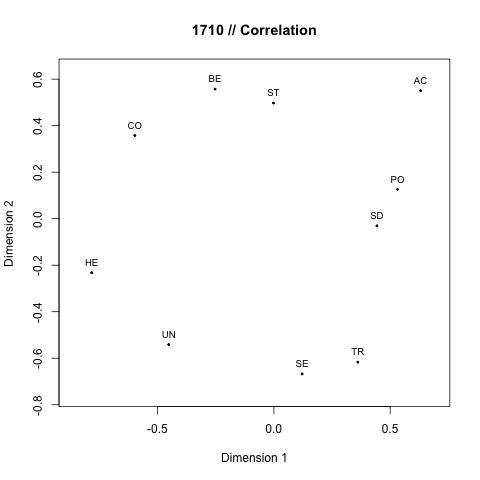 1710 // Correlation
BE
AC
ST
CO
PO
SD
HE
UN
TR
SE
0.6
0.4
0.2
0.0
-0.2
-0.4
-0.6
-0.8
Dimension 2
-0.5
0.0
0.5
Dimension 1